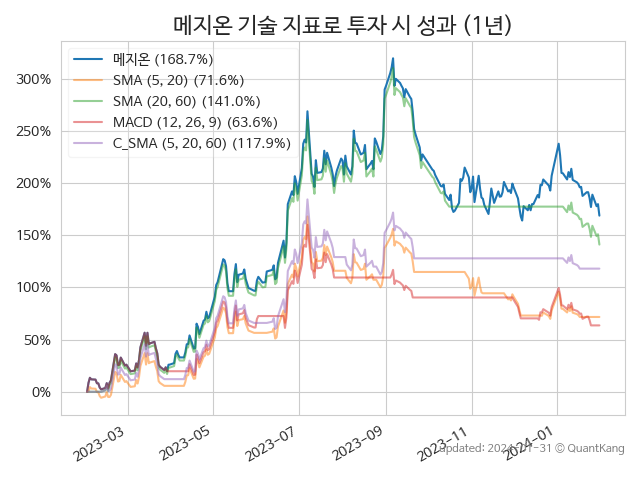 메지온 기술 지표로 투자 시 성과 (1년)
메지온 (168.7%)
SMA (5, 20) (71.6%)
SMA (20, 60) (141.0%)
MACD (12, 26, 9) (63.6%)
C_SMA (5, 20, 60) (117.9%)
300%
250%
200%
150%
100%
50%
0%
2023-03
2023-05
2023-07
2023-09
2023-11
2024-01
updated: 2024-01-31 © QuantKang